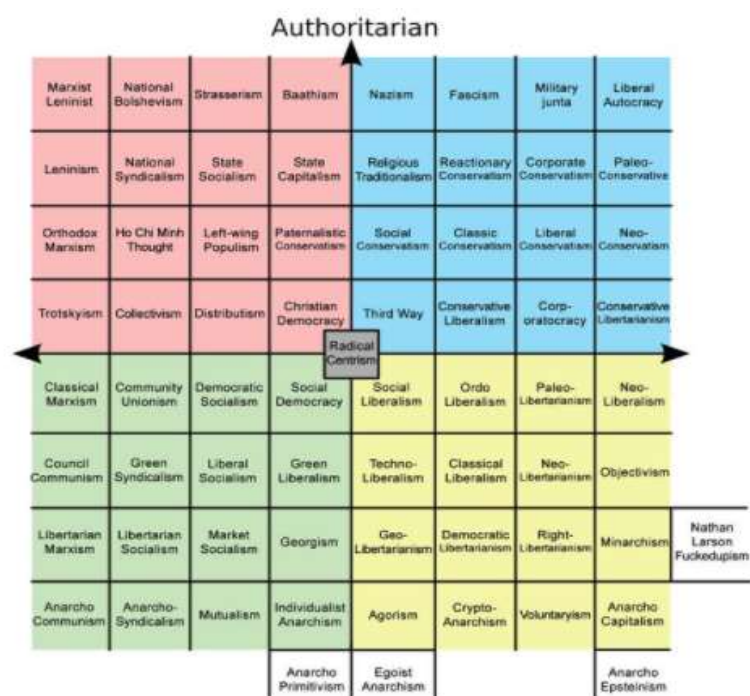 Authoritarian
Marxist
Leninist
National
Bolshevism
Strasserism
Baathism
Nazism
Fascism
Military
junta
Liberal
Autocracy
Leninism
National
Syndicalism
State
Socialism
State
Capitalism
Religious
Traditionalism
Reactionary
Conservatism
Corporate
Conservatism
Paleo-
Conservative
Orthodox
Marxism
Ho Chi Minh
Thought
Left-wing
Populism
Paternalistic
Conservatism
Social
Conservatism
Classic
Conservatism
Liberal
Conservatism
Neo-
Conservatism
Trotskyism
Collectivism
Distributism
Christian
Democracy
Third Way
Conservative
Liberalism
Corp-
oratocracy
Conservative
Libertarianism
Radical
Centrism
Classical
Marxism
Community
Unionism
Democratic
Socialism
Social
Democracy
Social
Liberalism
Ordo
Liberalism
Paleo-
Libertarianism
Neo-
Liberalism
Council
Communism
Green
Syndicalism
Liberal
Socialism
Green
Liberalism
Techno-
Liberalism
Classical
Liberalism
Neo-
Libertarianism
Objectivism
Libertarian
Marxism
Libertarian
Socialism
Market
Socialism
Georgism
Geo-
Libertarianism
Democratic
Libertarianism
Right-
Libertarianism
Minarchism
Nathan
Larson
Fuckedupism
Anarcho
Communism
Anarcho-
Syndicalism
Mutualism
Individualist
Anarchism
Agorism
Crypto-
Anarchism
Voluntaryism
Anarcho
Capitalism
Anarcho
Primitivism
Egoist
Anarchism
Anarcho
Epsteinism